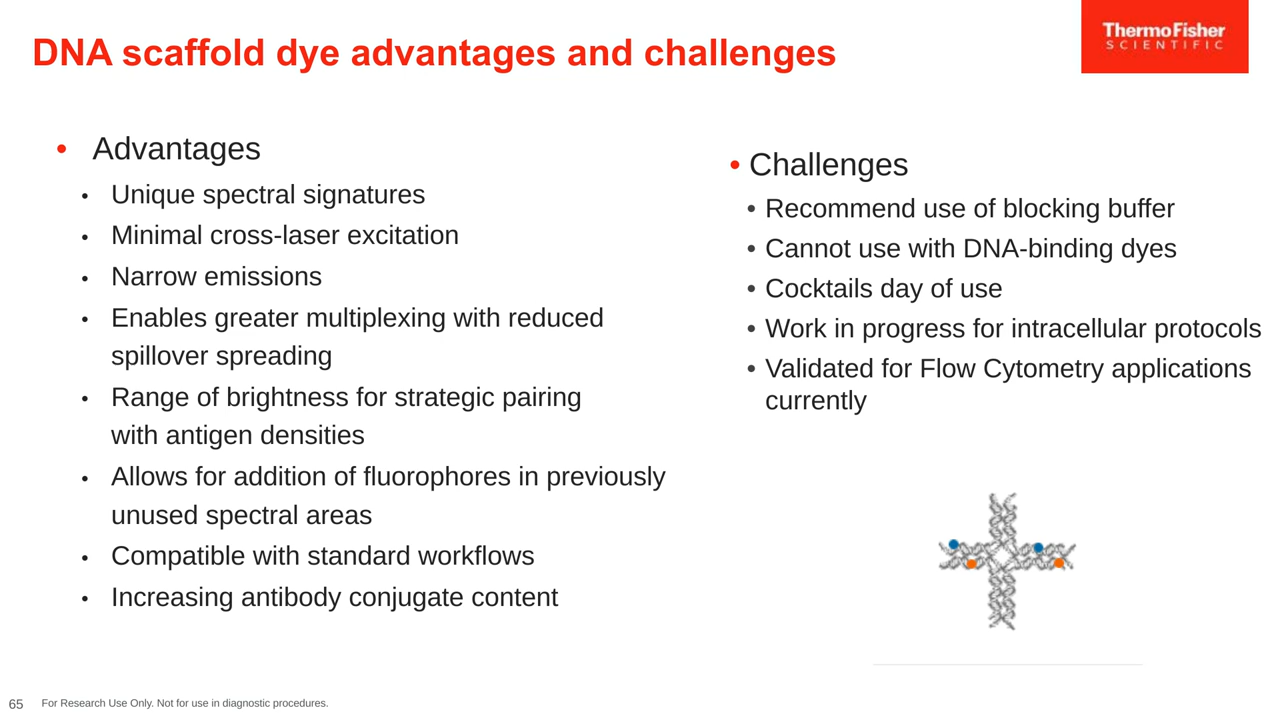 DNA scaffold dye advantages and challenges
ThermoFisher
SCIENTIFIC
• Advantages
• Unique spectral signatures
• Minimal cross-laser excitation
• Narrow emissions
• Enables greater multiplexing with reduced
spillover spreading
• Range of brightness for strategic pairing
with antigen densities
• Allows for addition of fluorophores in previously
unused spectral areas
• Compatible with standard workflows
• Increasing antibody conjugate content
• Challenges
• Recommend use of blocking buffer
• Cannot use with DNA-binding dyes
• Cocktails day of use
• Work in progress for intracellular protocols
• Validated for Flow Cytometry applications
currently
65 For Research Use Only. Not for use in diagnostic procedures.